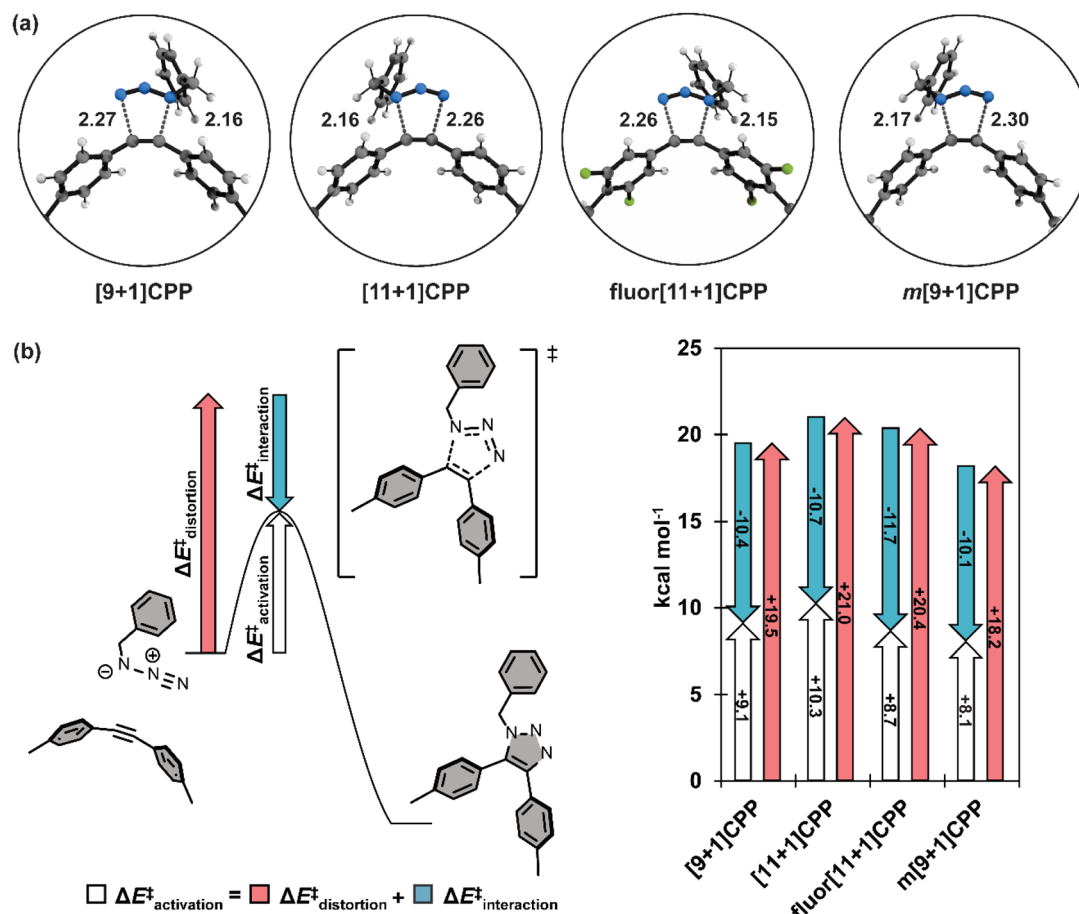 (a)
2.27 2.16
2.16 2.26
2.26 2.15
2.17 2.30
[9+1]CPP
[11+1]CPP
fluor[11+1]CPP
m[9+1]CPP
(b)
ΔE‡distortion
ΔE‡interaction
ΔE‡activation
‡
N N
N
⊖ N N ⊕ N
N N
N
ΔE‡activation = ΔE‡distortion + ΔE‡interaction
kcal mol-1
25
20
15
10
5
0
-10.4
+9.1
+19.5
-10.7
+10.3
+21.0
-11.7
+8.7
+20.4
-10.1
+8.1
+18.2
[9+1]CPP
[11+1]CPP
fluor[11+1]CPP
m[9+1]CPP